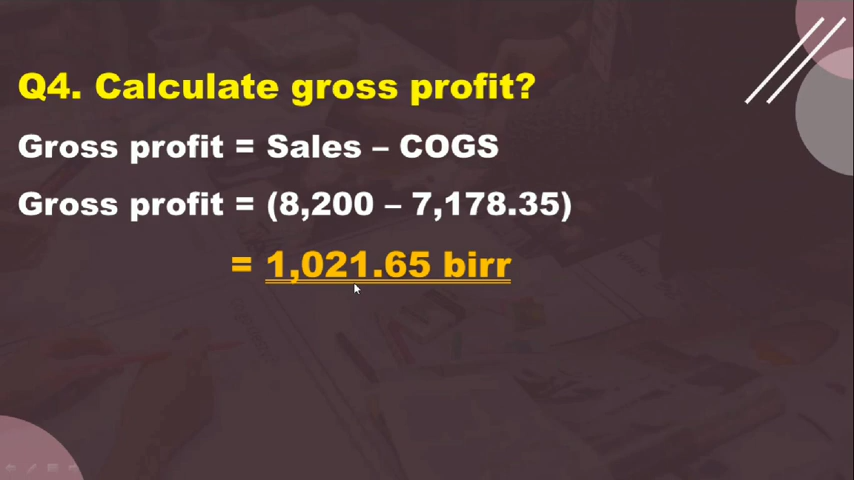 Q4. Calculate gross profit?
Gross profit = Sales – COGS
Gross profit = (8,200 – 7,178.35)
= 1,021.65 birr